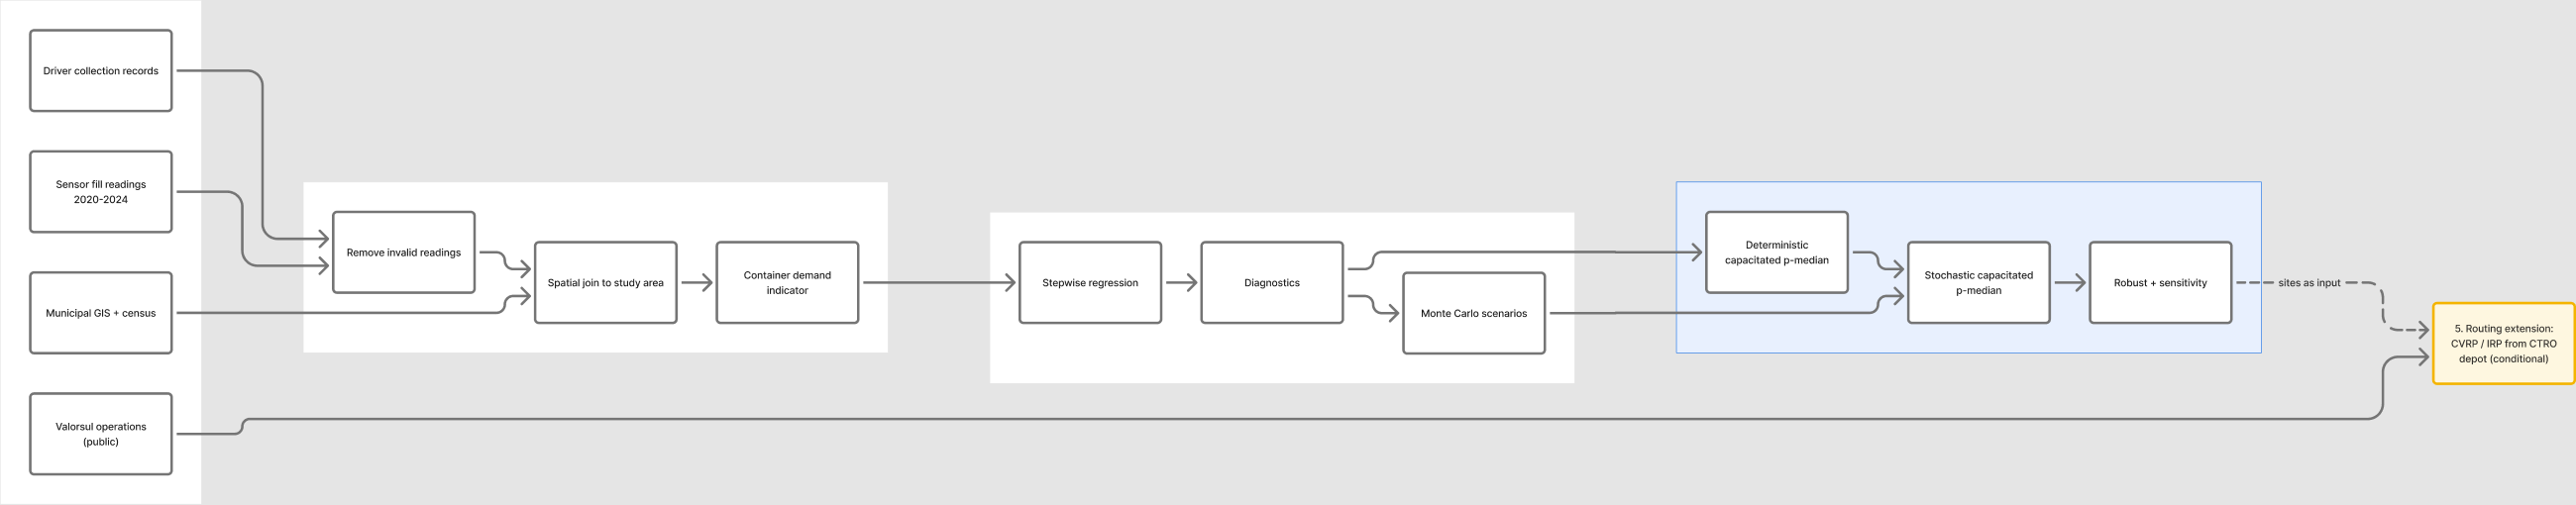 Driver collection records
Sensor fill readings
2020-2024
Municipal GIS + census
Valorsul operations
(public)
Remove invalid readings
Spatial join to study area
Container demand
indicator
Stepwise regression
Diagnostics
Monte Carlo scenarios
Deterministic
capacitated p-median
Stochastic capacitated
p-median
Robust + sensitivity
sites as input
5. Routing extension:
CVRP / IRP from CTRO
depot (conditional)